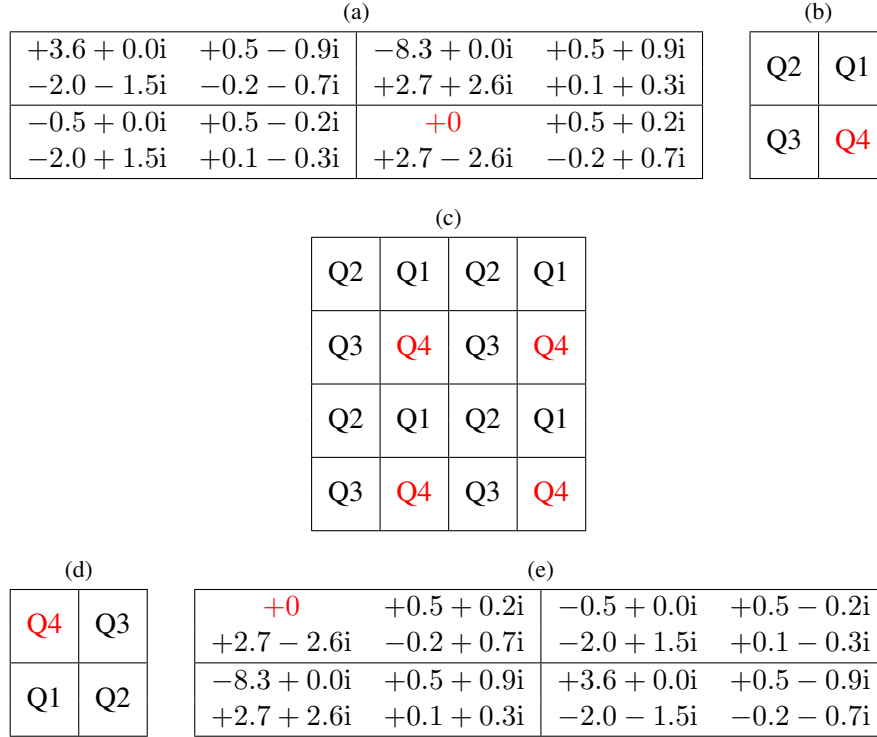 (a) (b)
+3.6 + 0.0i +0.5 − 0.9i −8.3 + 0.0i +0.5 + 0.9i
−2.0 − 1.5i −0.2 − 0.7i +2.7 + 2.6i +0.1 + 0.3i
−0.5 + 0.0i +0.5 − 0.2i +0 +0.5 + 0.2i
−2.0 + 1.5i +0.1 − 0.3i +2.7 − 2.6i −0.2 + 0.7i
Q2 Q1
Q3 Q4
(c)
Q2 Q1 Q2 Q1
Q3 Q4 Q3 Q4
Q2 Q1 Q2 Q1
Q3 Q4 Q3 Q4
(d) (e)
Q4 Q3
Q1 Q2
+0 +0.5 + 0.2i −0.5 + 0.0i +0.5 − 0.2i
+2.7 − 2.6i −0.2 + 0.7i −2.0 + 1.5i +0.1 − 0.3i
−8.3 + 0.0i +0.5 + 0.9i +3.6 + 0.0i +0.5 − 0.9i
+2.7 + 2.6i +0.1 + 0.3i −2.0 − 1.5i −0.2 − 0.7i